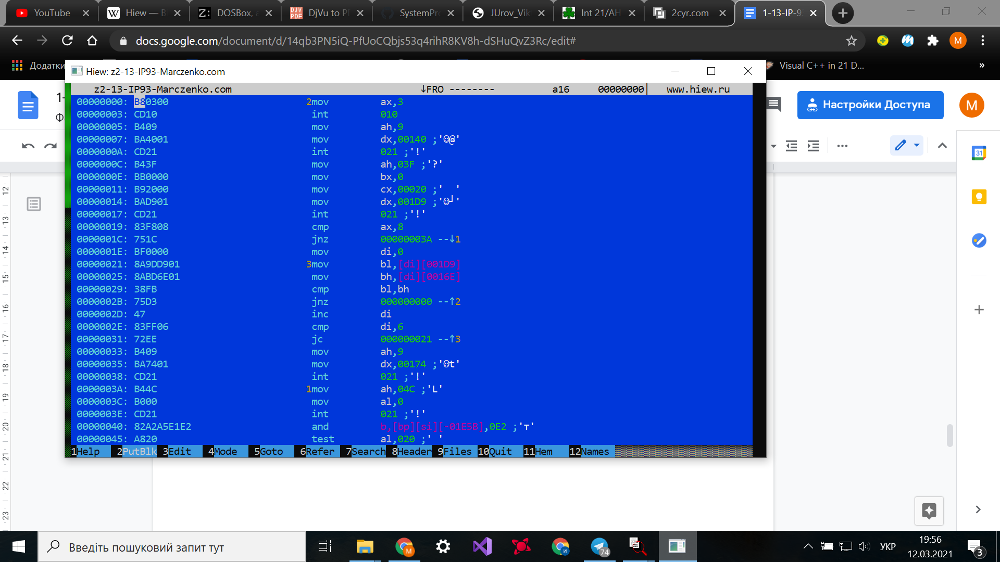 YouTube
Hiew — B
DOSBox, a
DjVu to P
SystemPro
JUrov_Vik
Int 21/AH
2cyr.com
1-13-IP-9
docs.google.com/document/d/14qb3PN5iQ-PfUoCQbjs53q4rihR8KV8h-dSHuQvZ3Rc/edit#
M
Додатки
Visual C++ in 21 D...
»
Hiew: z2-13-IP93-Marczenko.com
z2-13-IP93-Marczenko.com ↓FRO -------- a16 00000000 www.hiew.ru
00000000: B80300 2mov ax,3
00000003: CD10 int 010
00000005: B409 mov ah,9
00000007: BA4001 mov dx,00140 ;'☺@'
0000000A: CD21 int 021 ;'!'
0000000C: B43F mov ah,03F ;'?'
0000000E: BB0000 mov bx,0
00000011: B92000 mov cx,00020 ;'  '
00000014: BAD901 mov dx,001D9 ;'☺┘'
00000017: CD21 int 021 ;'!'
00000019: 83F808 cmp ax,8
0000001C: 751C jnz 00000003A --↓1
0000001E: BF0000 mov di,0
00000021: 8A9DD901 3mov bl,[di][001D9]
00000025: 8ABD6E01 mov bh,[di][0016E]
00000029: 38FB cmp bl,bh
0000002B: 75D3 jnz 000000000 --↑2
0000002D: 47 inc di
0000002E: 83FF06 cmp di,6
00000031: 72EE jc 000000021 --↑3
00000033: B409 mov ah,9
00000035: BA7401 mov dx,00174 ;'☺t'
00000038: CD21 int 021 ;'!'
0000003A: B44C 1mov ah,04C ;'L'
0000003C: B000 mov al,0
0000003E: CD21 int 021 ;'!'
00000040: 82A2A5E1E2 and b,[bp][si][-01E5B],0E2 ;'т'
00000045: A820 test al,020 ;' '
1Help 2PutBlk 3Edit 4Mode 5Goto 6Refer 7Search 8Header 9Files 10Quit 11Hem 12Names
1-
Ф
Настройки Доступа
M
31
12
13
14
15
16
17
18
19
20
21
22
23
Введіть пошуковий запит тут
M
И
74
УКР
19:56
12.03.2021
3